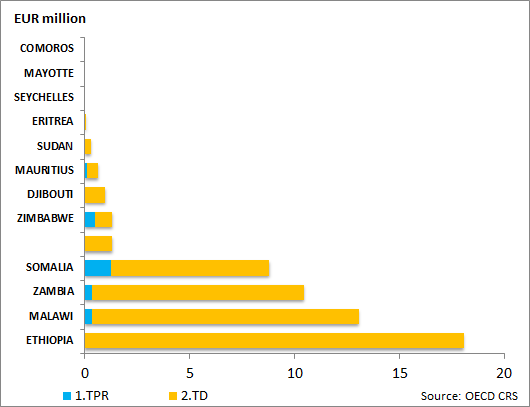 EUR million
COMOROS
MAYOTTE
SEYCHELLES
ERITREA
SUDAN
MAURITIUS
DJIBOUTI
ZIMBABWE
SOMALIA
ZAMBIA
MALAWI
ETHIOPIA
0 5 10 15 20
1.TPR 2.TD Source: OECD CRS